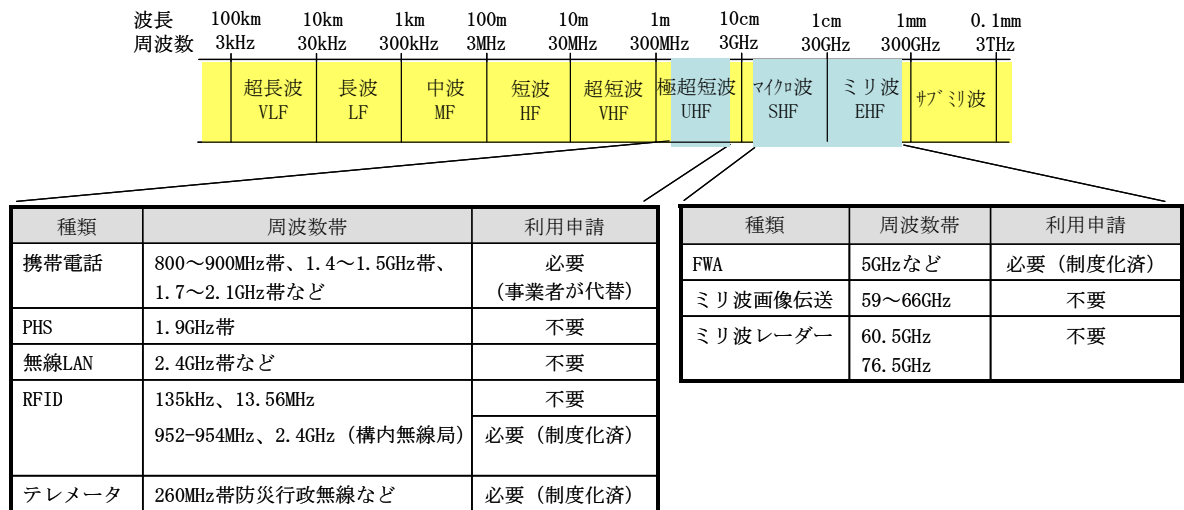 波長 100km 10km 1km 100m 10m 1m 10cm 1cm 1mm 0.1mm
周波数 3kHz 30kHz 300kHz 3MHz 30MHz 300MHz 3GHz 30GHz 300GHz 3THz
超長波 長波 中波 短波 超短波 極超短波 マイクロ波 ミリ波 サブミリ波
VLF LF MF HF VHF UHF SHF EHF
種類 周波数帯 利用申請
携帯電話 800～900MHz帯、1.4～1.5GHz帯、 必要
1.7～2.1GHz帯など (事業者が代替)
PHS 1.9GHz帯 不要
無線LAN 2.4GHz帯など 不要
RFID 135kHz、13.56MHz 不要
952-954MHz、2.4GHz（構内無線局） 必要（制度化済）
テレメータ 260MHz帯防災行政無線など 必要（制度化済）
種類 周波数帯 利用申請
FWA 5GHzなど 必要（制度化済）
ミリ波画像伝送 59～66GHz 不要
ミリ波レーダー 60.5GHz 不要
76.5GHz